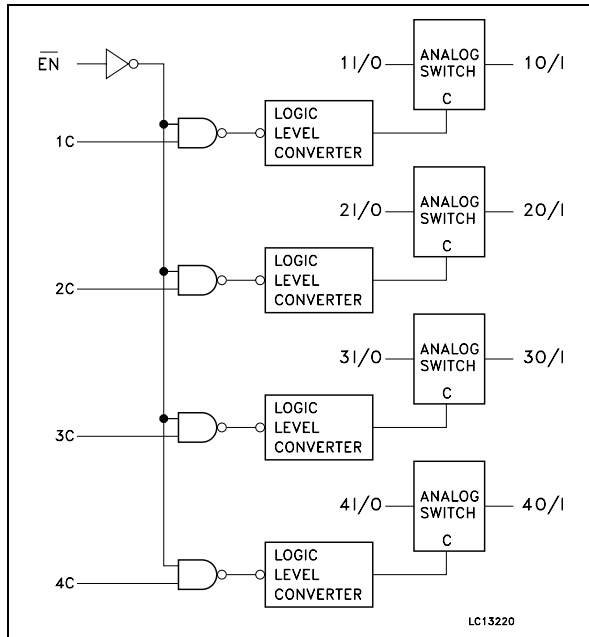 EN
1I/O
ANALOG
SWITCH
C
1O/I
1C
LOGIC
LEVEL
CONVERTER
2I/O
ANALOG
SWITCH
C
2O/I
2C
LOGIC
LEVEL
CONVERTER
3I/O
ANALOG
SWITCH
C
3O/I
3C
LOGIC
LEVEL
CONVERTER
4I/O
ANALOG
SWITCH
C
4O/I
4C
LOGIC
LEVEL
CONVERTER
LC13220